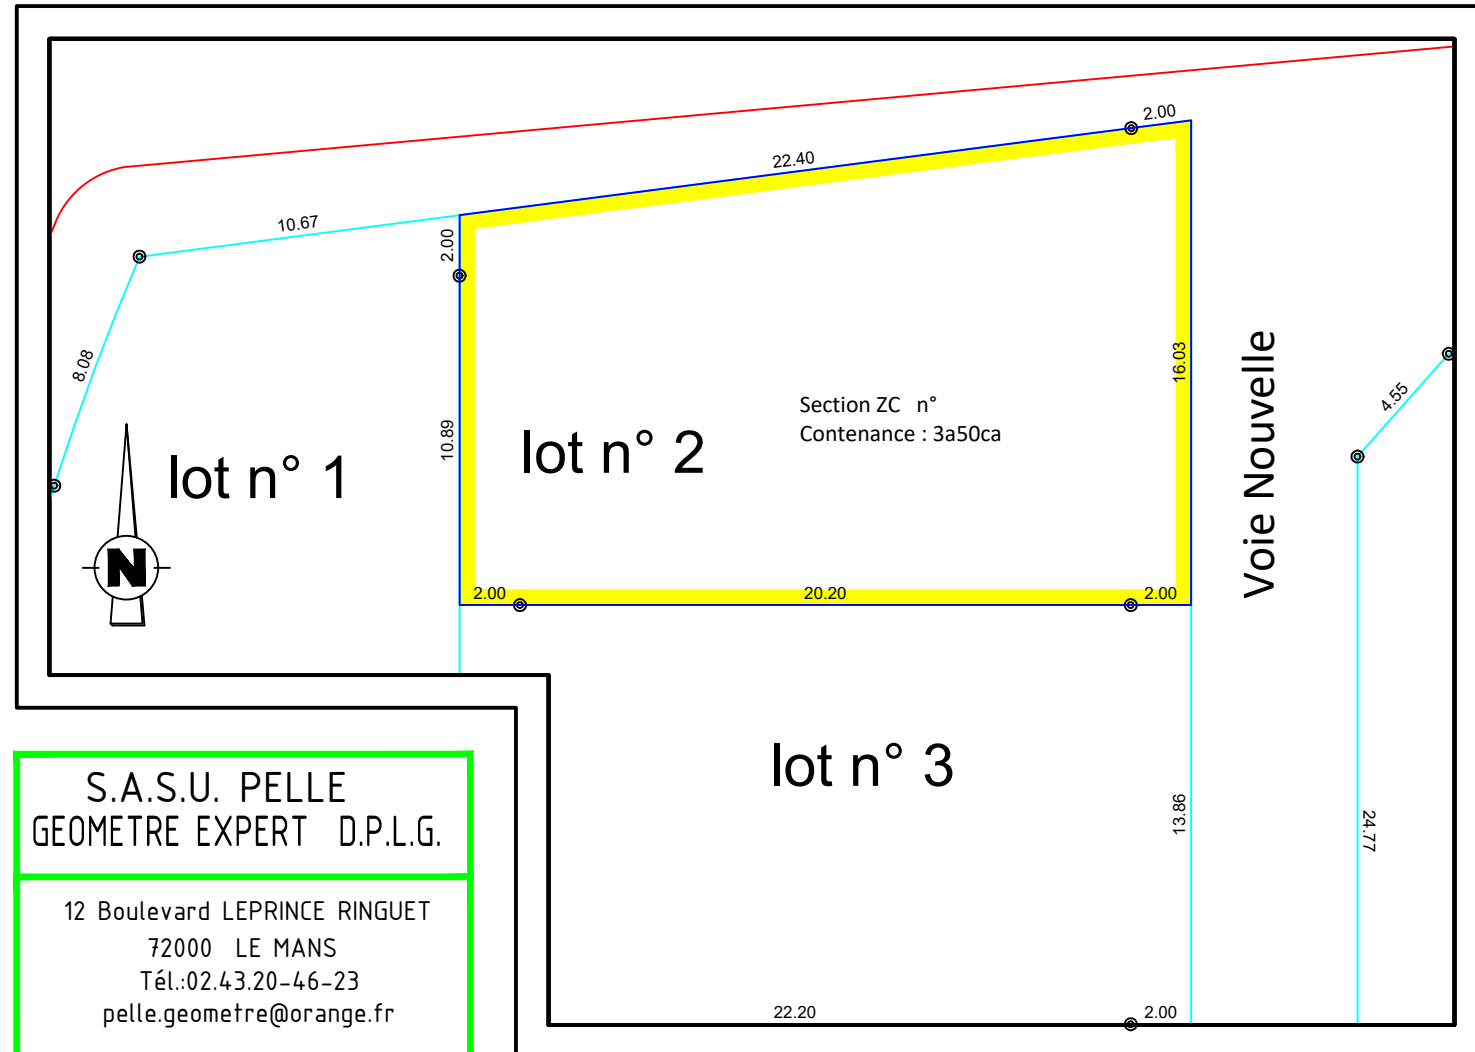 2.00
22.40
10.67
2.00
8.08
16.03
Voie Nouvelle
4.55
Section ZC n°
Contenance : 3a50ca
10.89
lot n° 2
lot n° 1
N
2.00
20.20
2.00
lot n° 3
13.86
24.77
S.A.S.U. PELLE
GEOMETRE EXPERT D.P.L.G.
12 Boulevard LEPRINCE RINGUET
72000 LE MANS
Tél.:02.43.20-46-23
pelle.geometre@orange.fr
22.20
2.00